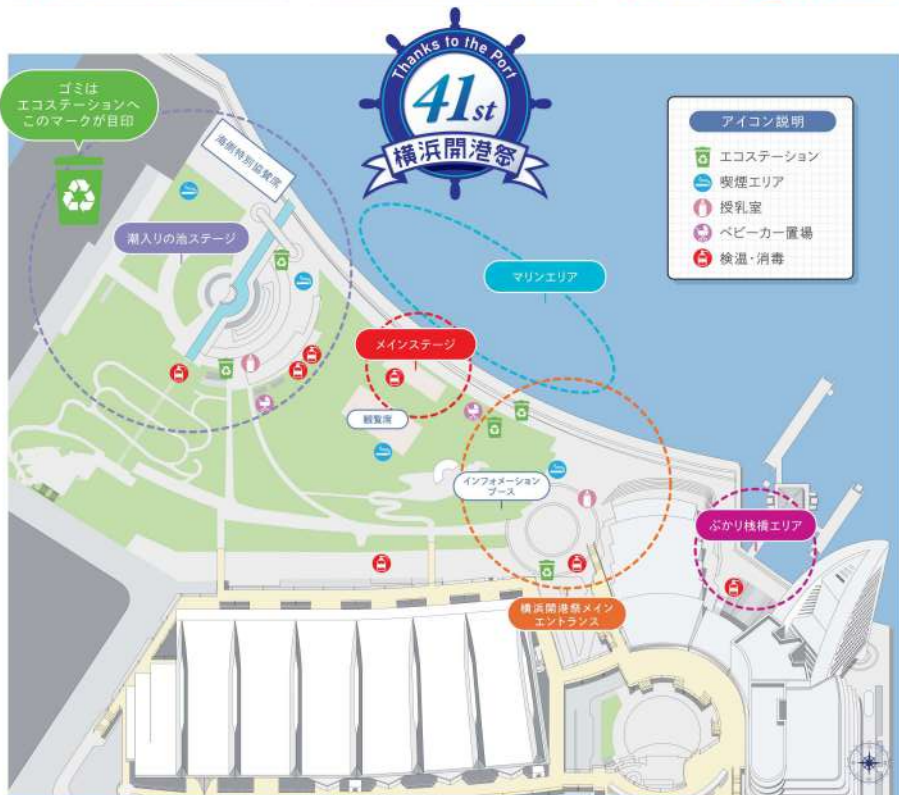 Thanks to the Port
41st
横浜開港祭
ゴミは
エコステーションへ
このマークが目印
海側特別協賛席
潮入りの池ステージ
アイコン説明
エコステーション
喫煙エリア
授乳室
ベビーカー置場
検温・消毒
マリンエリア
メインステージ
観覧席
インフォメーション
ブース
ぷかり桟橋エリア
横浜開港祭メイン
エントランス